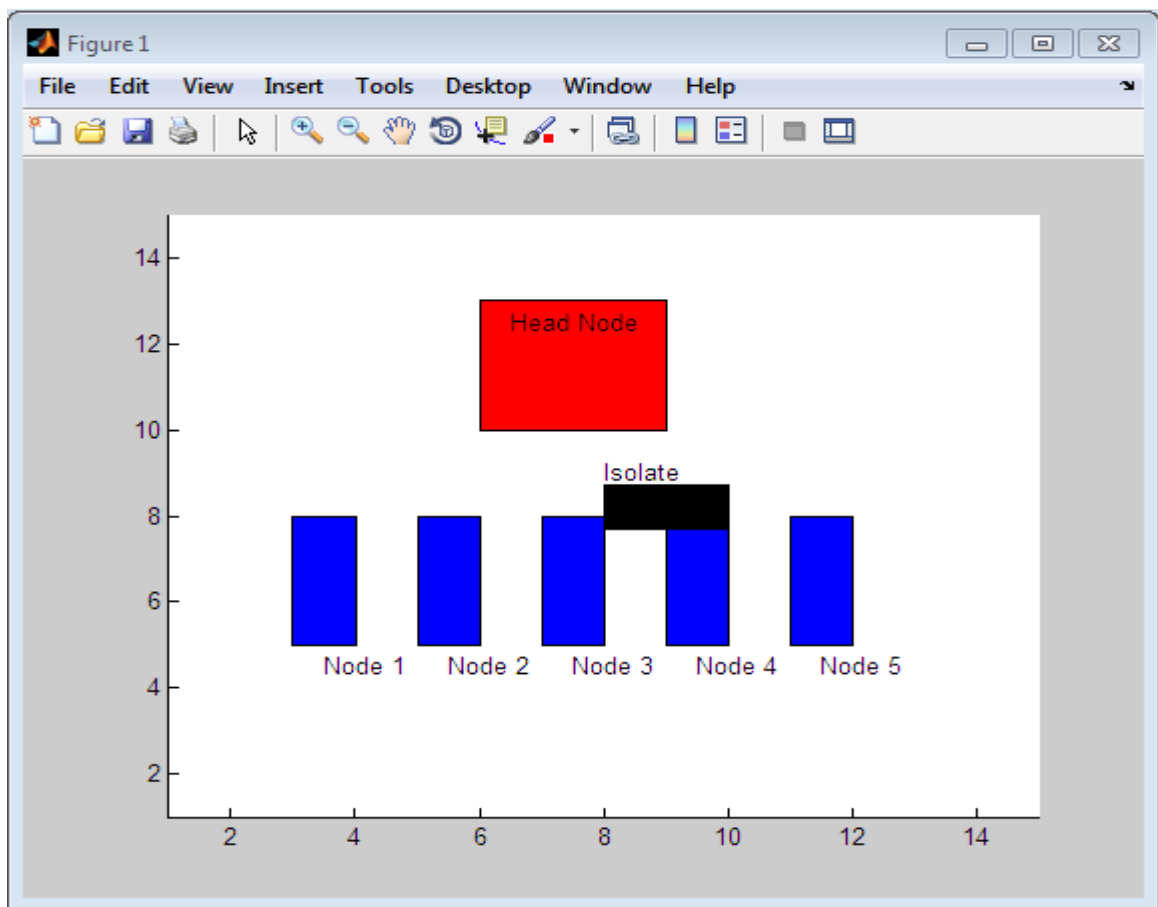 Figure 1
File Edit View Insert Tools Desktop Window Help
14
12
10
8
6
4
2
Head Node
Isolate
Node 1 Node 2 Node 3 Node 4 Node 5
2 4 6 8 10 12 14